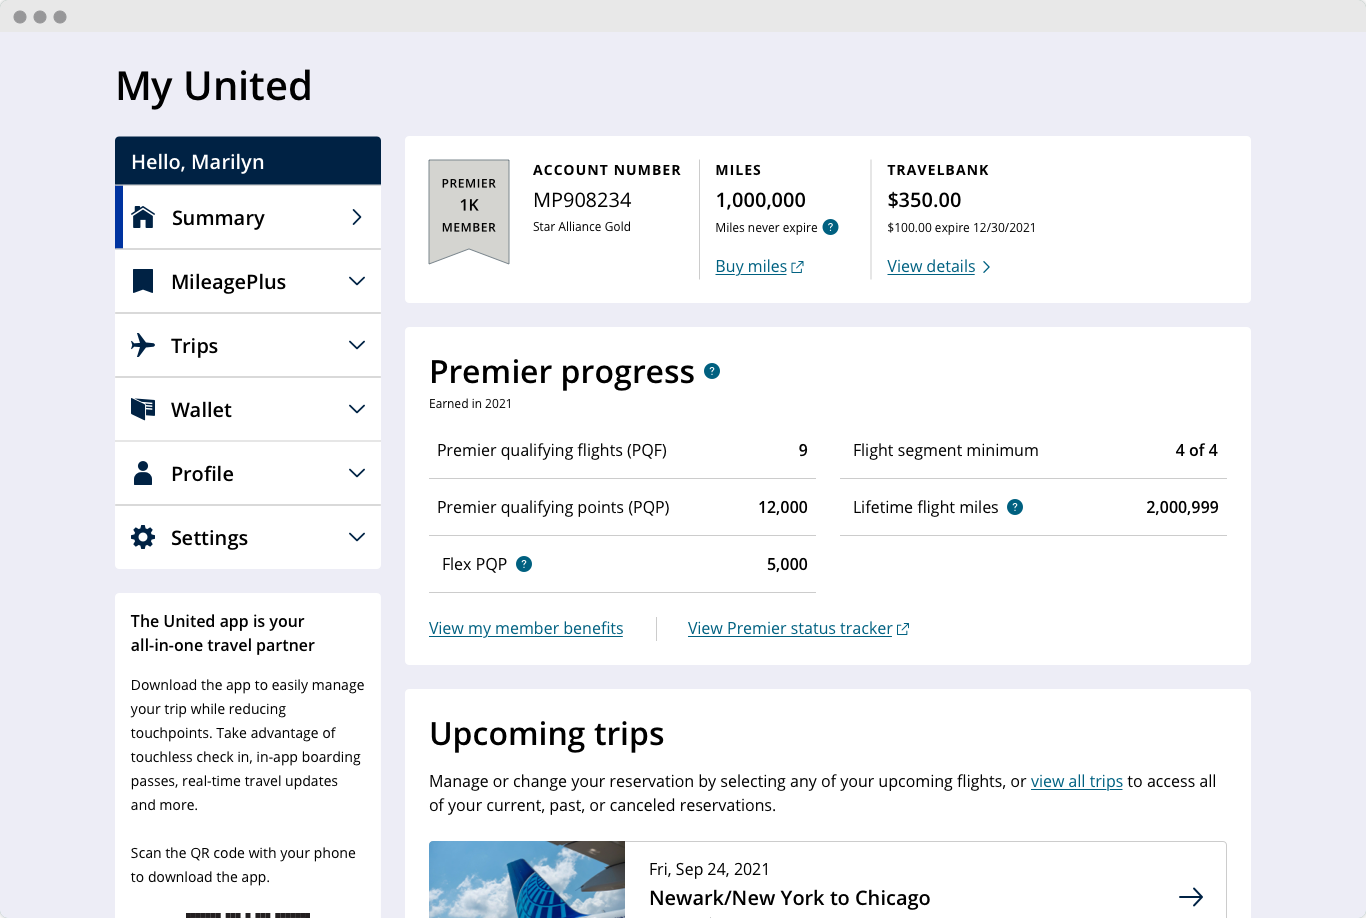 My United
Hello, Marilyn
Summary
MileagePlus
Trips
Wallet
Profile
Settings
The United app is your
all-in-one travel partner
Download the app to easily manage
your trip while reducing
touchpoints. Take advantage of
touchless check in, in-app boarding
passes, real-time travel updates
and more.
Scan the QR code with your phone
to download the app.
PREMIER
1K
MEMBER
ACCOUNT NUMBER
MP908234
Star Alliance Gold
MILES
1,000,000
Miles never expire ?
Buy miles
TRAVELBANK
$350.00
$100.00 expire 12/30/2021
View details
Premier progress ?
Earned in 2021
Premier qualifying flights (PQF) 9
Premier qualifying points (PQP) 12,000
Flex PQP ? 5,000
Flight segment minimum 4 of 4
Lifetime flight miles ? 2,000,999
View my member benefits
View Premier status tracker
Upcoming trips
Manage or change your reservation by selecting any of your upcoming flights, or view all trips to access all
of your current, past, or canceled reservations.
Fri, Sep 24, 2021
Newark/New York to Chicago